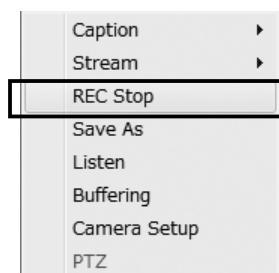 Caption
Stream
REC Stop
Save As
Listen
Buffering
Camera Setup
PTZ